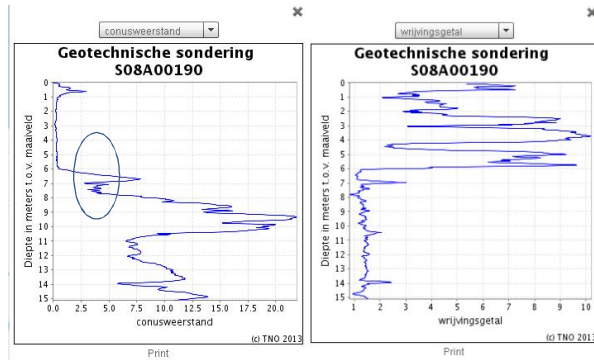 conusweerstand
Geotechnische sondering
S08A00190
Diepte in meters t.o.v. maaiveld
0
1
2
3
4
5
6
7
8
9
10
11
12
13
14
15
0.0 2.5 5.0 7.5 10.0 12.5 15.0 17.5 20.0
conusweerstand
(c) TNO 2013
Print
wrijvingsgetal
Geotechnische sondering
S08A00190
Diepte in meters t.o.v. maaiveld
0
1
2
3
4
5
6
7
8
9
10
11
12
13
14
15
1 2 3 4 5 6 7 8 9 10
wrijvingsgetal
(c) TNO 2013
Print